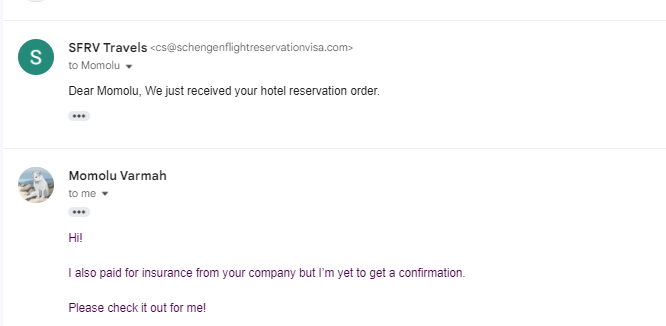 S
SFRV Travels <cs@schengenflightreservationvisa.com>
to Momolu
Dear Momolu, We just received your hotel reservation order.
Momolu Varmah
to me
Hi!
I also paid for insurance from your company but I'm yet to get a confirmation.
Please check it out for me!